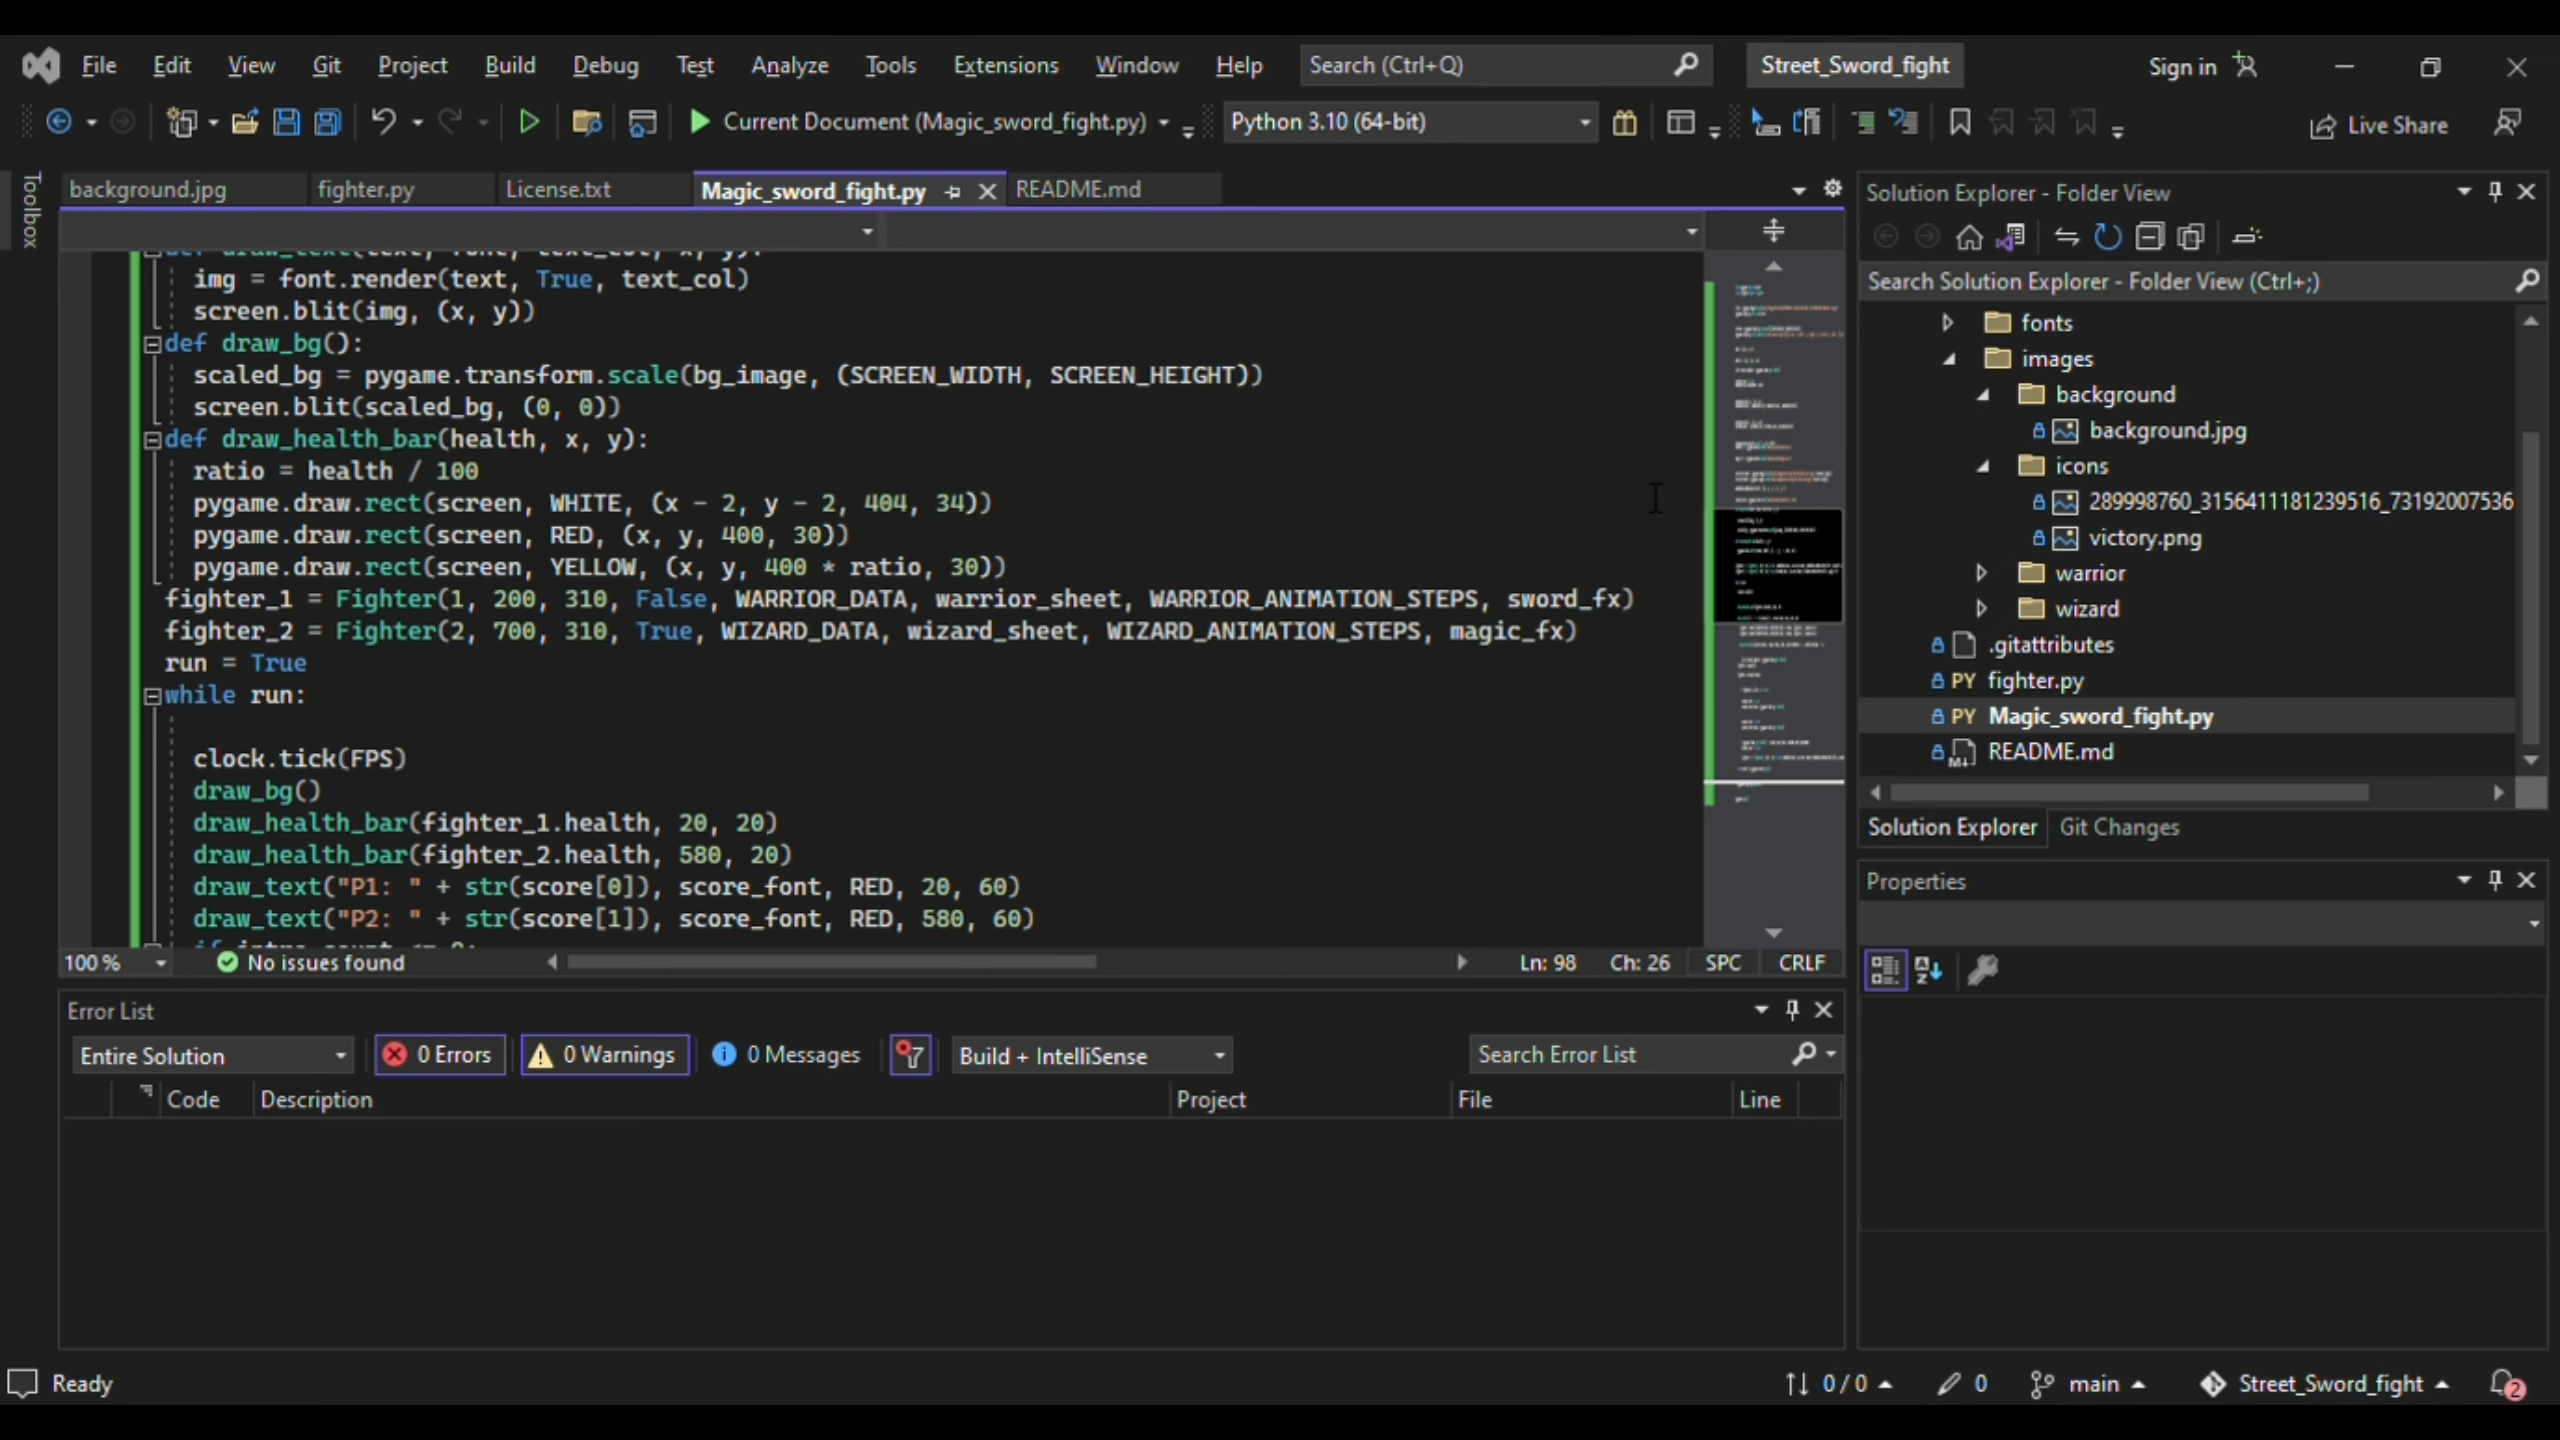 File Edit View Git Project Build Debug Test Analyze Tools Extensions Window Help Search (Ctrl+Q) Street_Sword_fight Sign in
Current Document (Magic_sword_fight.py) Python 3.10 (64-bit) Live Share
Toolbox
background.jpg fighter.py License.txt Magic_sword_fight.py README.md
def draw_text(text, font, text_col, x, y):
img = font.render(text, True, text_col)
screen.blit(img, (x, y))
def draw_bg():
scaled_bg = pygame.transform.scale(bg_image, (SCREEN_WIDTH, SCREEN_HEIGHT))
screen.blit(scaled_bg, (0, 0))
def draw_health_bar(health, x, y):
ratio = health / 100
pygame.draw.rect(screen, WHITE, (x - 2, y - 2, 404, 34))
pygame.draw.rect(screen, RED, (x, y, 400, 30))
pygame.draw.rect(screen, YELLOW, (x, y, 400 * ratio, 30))
fighter_1 = Fighter(1, 200, 310, False, WARRIOR_DATA, warrior_sheet, WARRIOR_ANIMATION_STEPS, sword_fx)
fighter_2 = Fighter(2, 700, 310, True, WIZARD_DATA, wizard_sheet, WIZARD_ANIMATION_STEPS, magic_fx)
run = True
while run:
clock.tick(FPS)
draw_bg()
draw_health_bar(fighter_1.health, 20, 20)
draw_health_bar(fighter_2.health, 580, 20)
draw_text("P1: " + str(score[0]), score_font, RED, 20, 60)
draw_text("P2: " + str(score[1]), score_font, RED, 580, 60)
100 % No issues found Ln: 98 Ch: 26 SPC CRLF
Error List
Entire Solution 0 Errors 0 Warnings 0 Messages Build + IntelliSense Search Error List
Code Description Project File Line
Solution Explorer - Folder View
Search Solution Explorer - Folder View (Ctrl+;)
fonts
images
background
background.jpg
icons
289998760_3156411181239516_73192007536
victory.png
warrior
wizard
.gitattributes
PY fighter.py
PY Magic_sword_fight.py
M↓ README.md
Solution Explorer Git Changes
Properties
Ready 0 / 0 0 main Street_Sword_fight 2